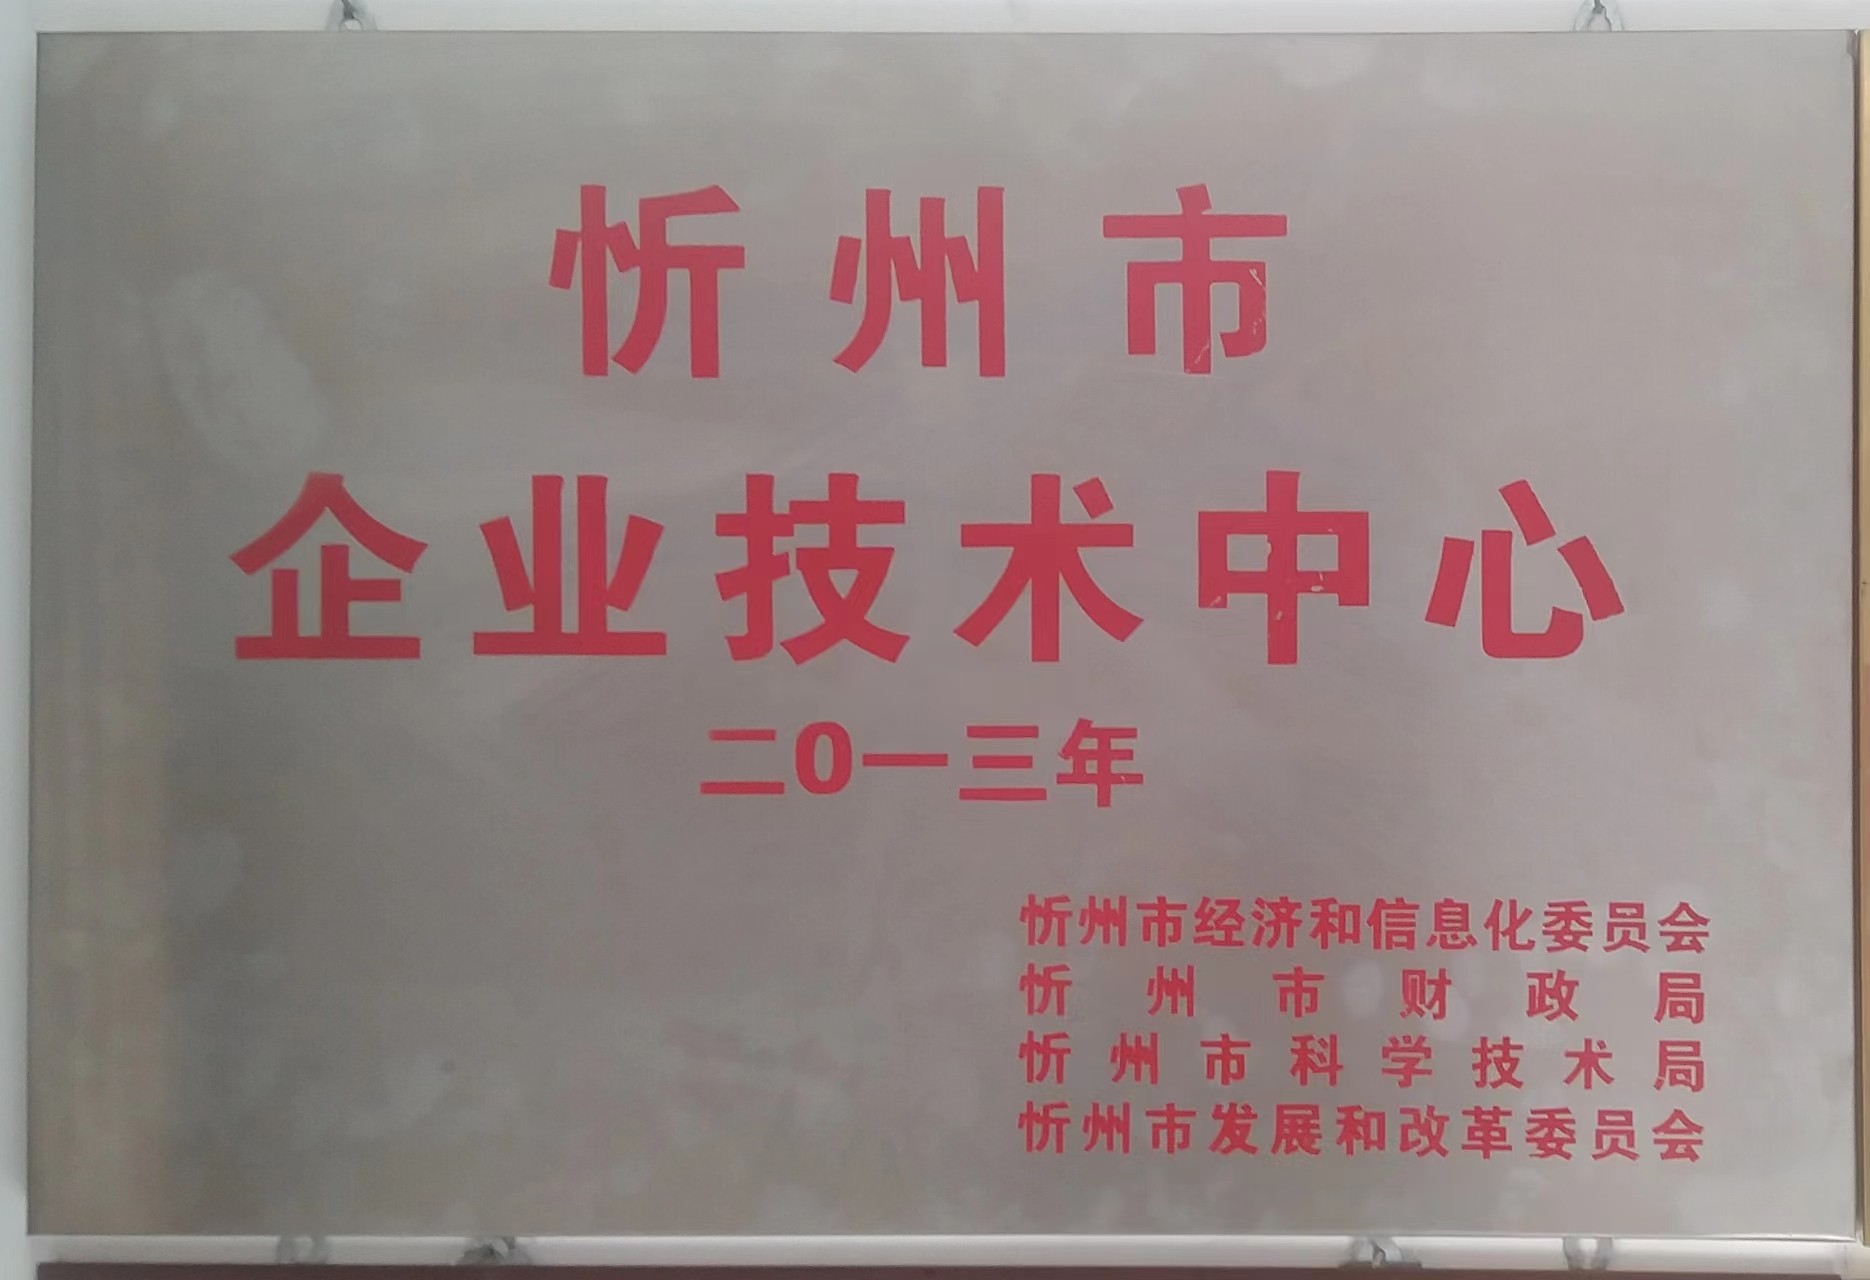 忻州市
企业技术中心
二0一三年
忻州市经济和信息化委员会
忻州市财政局
忻州市科学技术局
忻州市发展和改革委员会